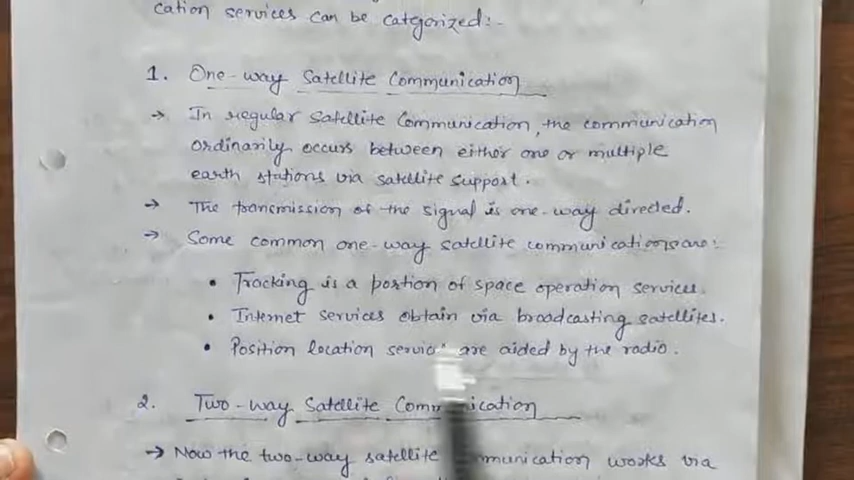 cation services can be categorized:-
1. One-way Satellite Communication
→ In regular Satellite Communication, the communication
ordinarily occurs between either one or multiple
earth stations via satellite support.
→ The transmission of the signal is one-way directed.
→ Some common one-way satellite communications are:
• Tracking is a portion of space operation services.
• Internet services obtain via broadcasting satellites.
• Position location are aided by the radio.
2. Two-way Satellite Communication
→ Now the two-way satellite communication works via